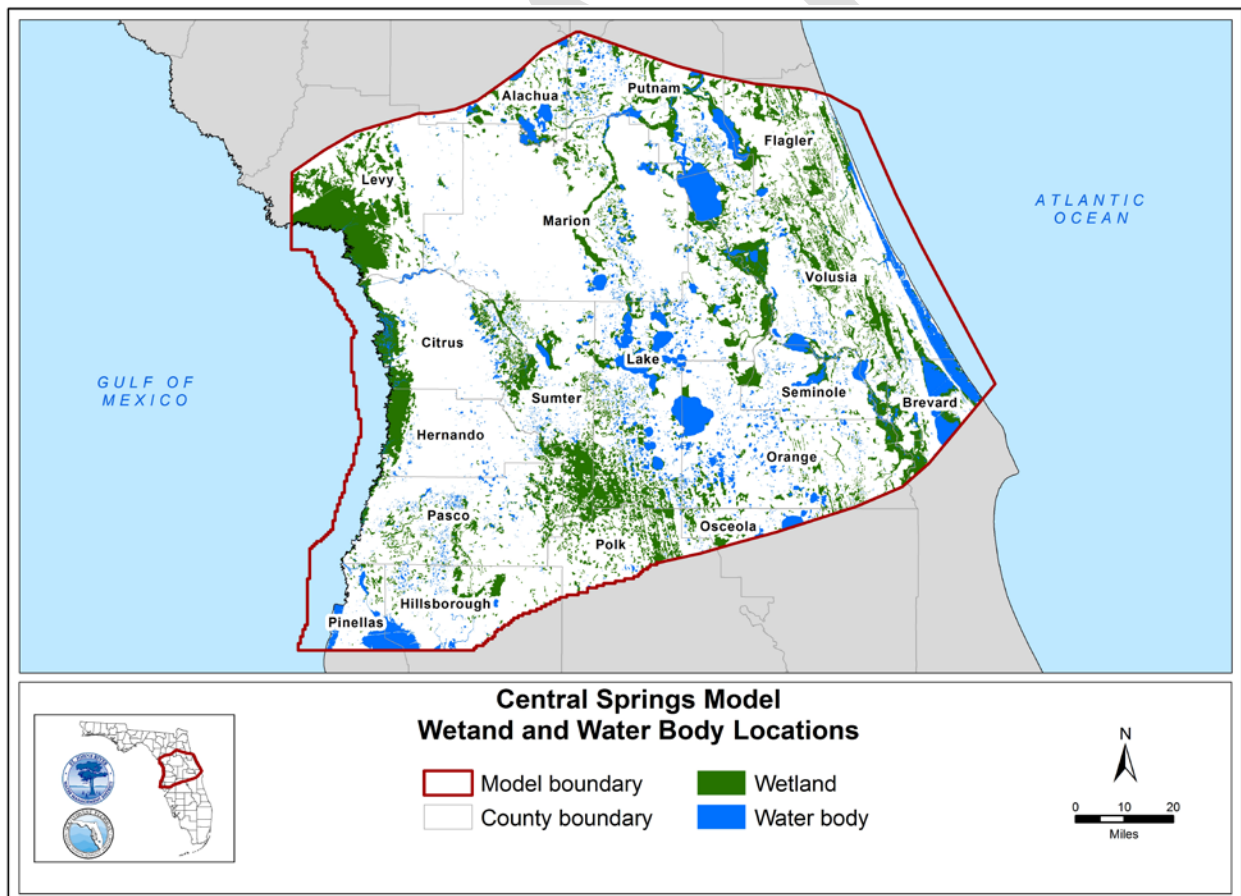 Putnam
Alachua
Flagler
Levy
ATLANTIC
OCEAN
Marion
Volusia
Citrus
Lake
GULF OF
MEXICO
Seminole
Sumter
Brevard
Hernando
Orange
Pasco
Osceola
Polk
Hillsborough
Pinellas
Central Springs Model
Wetand and Water Body Locations
Model boundary
Wetland
County boundary
Water body
N
0 10 20
Miles